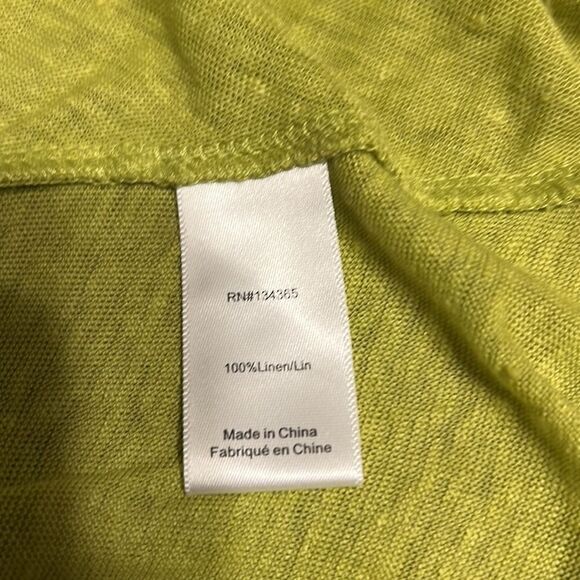 RN#134365
100%Linen/Lin
Made in China
Fabriqué en Chine